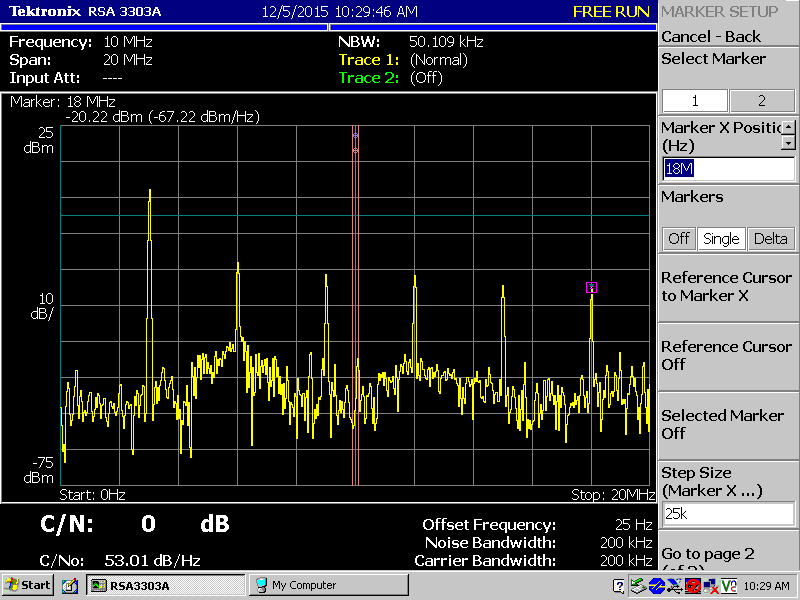 Tektronix RSA 3303A 12/5/2015 10:29:46 AM FREE RUN
MARKER SETUP
Cancel - Back
Frequency: 10 MHz
Span: 20 MHz
Input Att: ----
NBW: 50.109 kHz
Trace 1: (Normal)
Trace 2: (Off)
Select Marker
1 2
Marker: 18 MHz
-20.22 dBm (-67.22 dBm/Hz)
25
dBm
10
dB/
-75
dBm
Start: 0Hz Stop: 20MHz
Marker X Positic
(Hz)
18M
Markers
Off Single Delta
Reference Cursor
to Marker X
Reference Cursor
Off
Selected Marker
Off
Step Size
(Marker X ...)
25k
Go to page 2
C/N: 0 dB
C/No: 53.01 dB/Hz
Offset Frequency: 25 Hz
Noise Bandwidth: 200 kHz
Carrier Bandwidth: 200 kHz
Start RSA3303A My Computer 10:29 AM